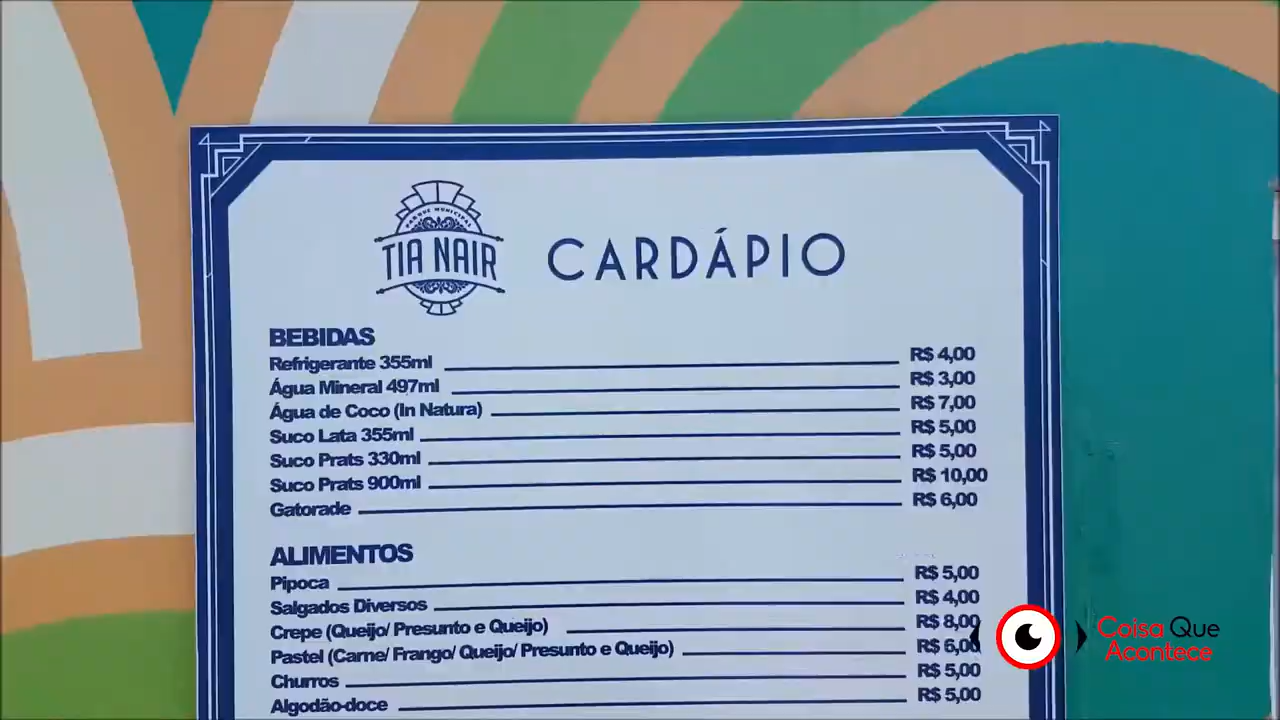 PARQUE MUNICIPAL
TIA NAIR
CARDÁPIO
BEBIDAS
Refrigerante 355ml R$ 4,00
Água Mineral 497ml R$ 3,00
Água de Coco (In Natura) R$ 7,00
Suco Lata 355ml R$ 5,00
Suco Prats 330ml R$ 5,00
Suco Prats 900ml R$ 10,00
Gatorade R$ 6,00
ALIMENTOS
Pipoca R$ 5,00
Salgados Diversos R$ 4,00
Crepe (Queijo/ Presunto e Queijo) R$ 8,00
Pastel (Carne/ Frango/ Queijo/ Presunto e Queijo) R$ 6,00
Churros R$ 5,00
Algodão-doce R$ 5,00
Coisa Que
Acontece